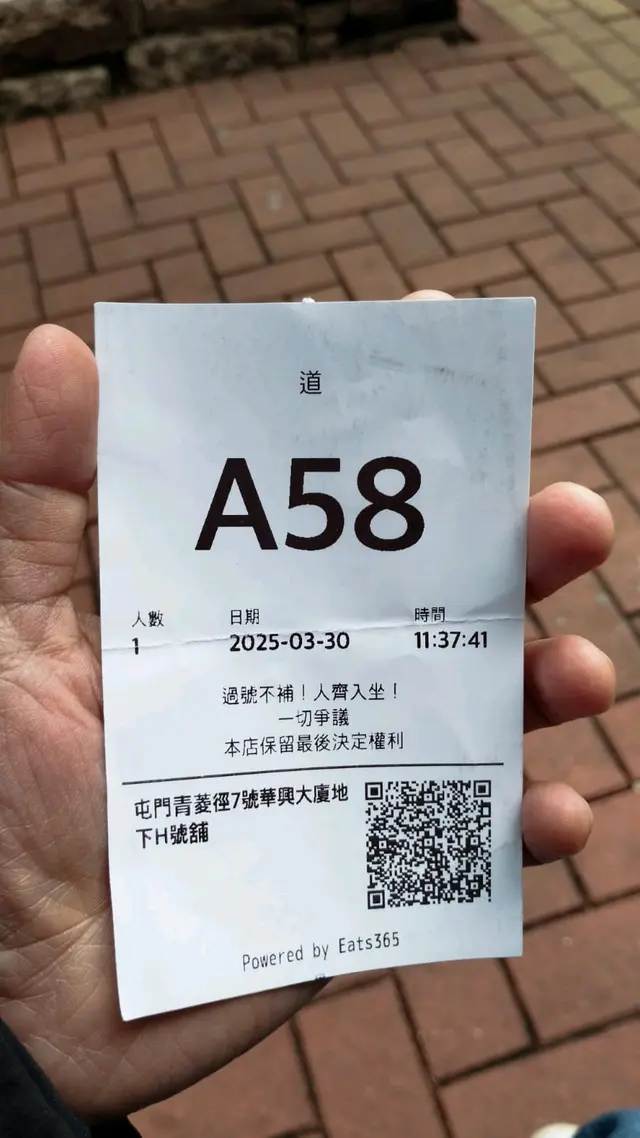 道
A58
人數 日期 時間
1 2025-03-30 11:37:41
過號不補！人齊入坐！
一切爭議
本店保留最後決定權利
屯門青菱徑7號華興大廈地
下H號舖
Powered by Eats365